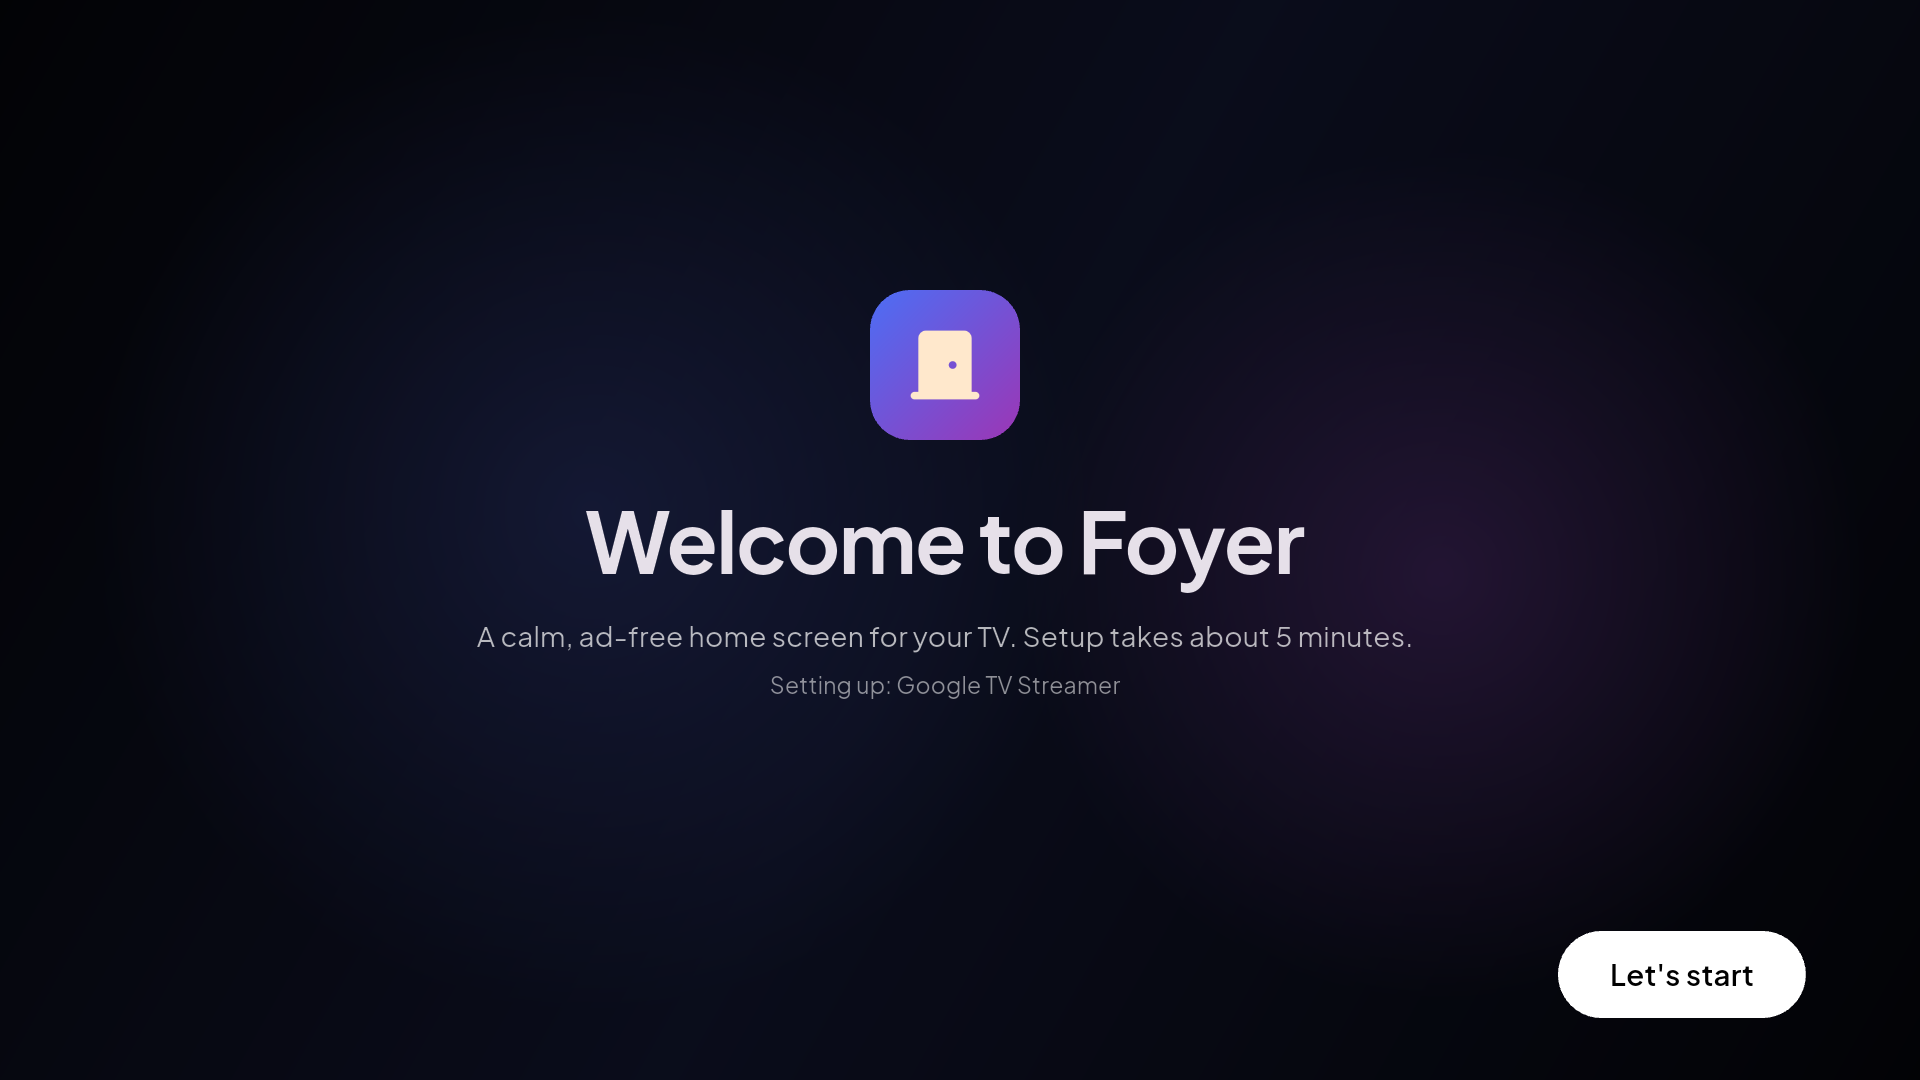 Welcome to Foyer
A calm, ad-free home screen for your TV. Setup takes about 5 minutes.
Setting up: Google TV Streamer
Let's start